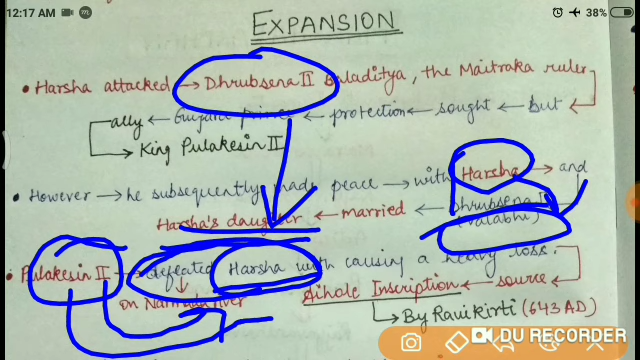 12:17 AM 38%
EXPANSION
• Harsha attacked → Dhrubsena II Baladitya, the Maitraka ruler
ally ← ← protection ← sought ← but
→ King Pulakesin II
• However → he subsequently made peace → with Harsha → and
Harsha's daughter ← married ← Dhrubsena II
(Valabhi)
• Pulakesin II → defeated Harsha with causing a heavy loss.
on Narmada River Aihole Inscription ← source ←
→ By Ravikirti (643 AD)
DU RECORDER